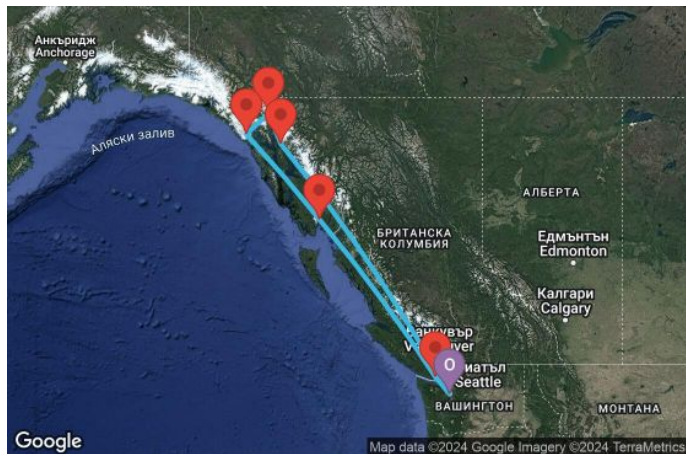 Анкъридж
Anchorage
Аляски залив
АЛБЕРТА
БРИТАНСКА
КОЛУМБИЯ
Едмънтън
Edmonton
Калгари
Calgary
O
Seattle
ВАШИНГТОН
МОНТАНА
Google
Map data ©2024 Google Imagery ©2024 TerraMetrics